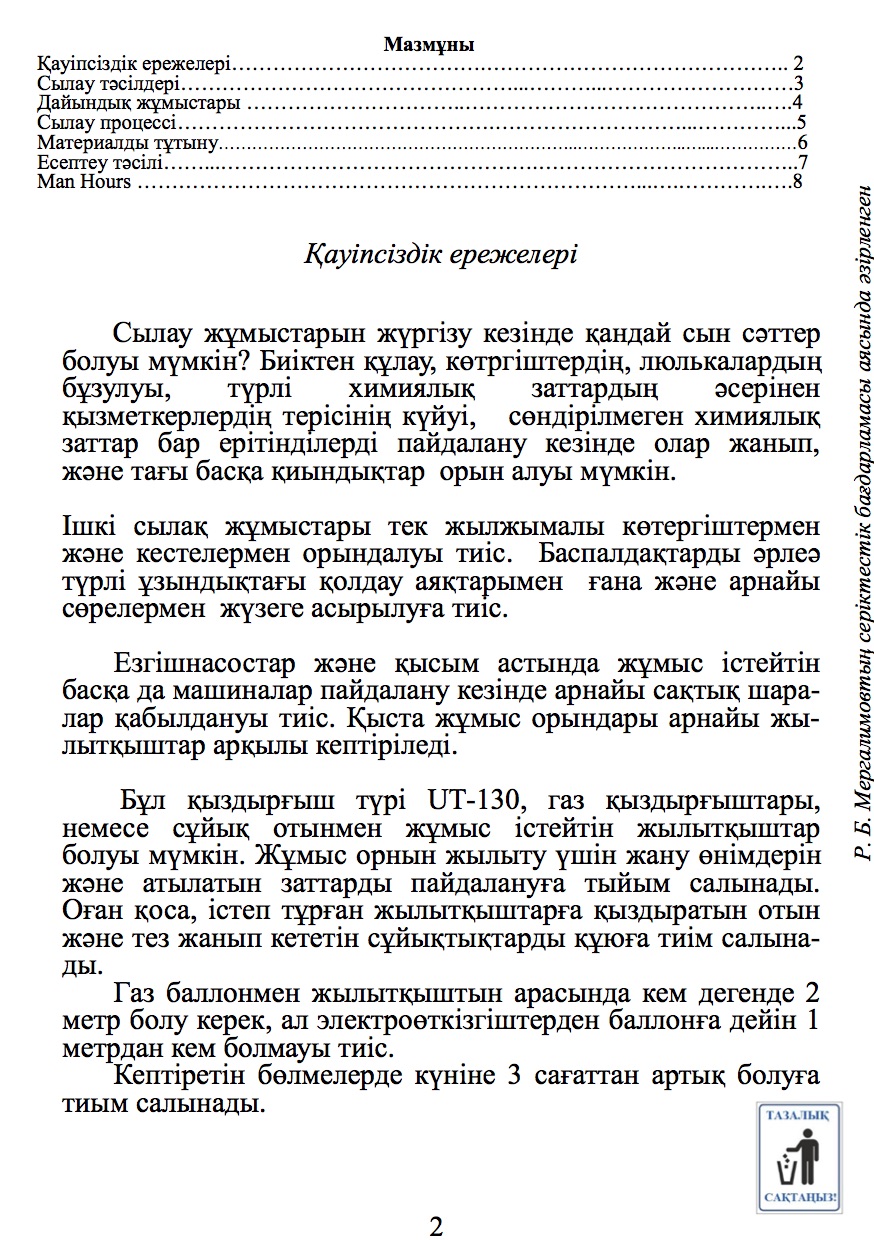 Мазмұны
Қауіпсіздік ережелері……………………………………………………………………….. 2
Сылау тәсілдері……………………………………………..………...………………………3
Дайындық жұмыстары …………………………..……………………………………..….4
Сылау процессі………………………………………………………………...…………...5
Материалды тұтыну……………………………………………………..…...…………………6
Есептеу тәсілі……...………………………………………………………………………7
Man Hours ………………………………………………………………...….………….….8
Қауіпсіздік ережелері
Сылау жұмыстарын жүргізу кезінде қандай сын сәттер
болуы мүмкін? Биіктен құлау, көтргіштердің, люлькалардың
бұзулуы, түрлі химиялық заттардың әсерінен
қызметкерлердің терісінің күйуі, сөндірілмеген химиялық
заттар бар ерітінділерді пайдалану кезінде олар жанып,
және тағы басқа қиындықтар орын алуы мүмкін.
Ішкі сылақ жұмыстары тек жылжымалы көтергіштермен
және кестелермен орындалуы тиіс. Баспалдақтарды әрлеә
түрлі ұзындықтағы қолдау аяқтарымен ғана және арнайы
сөрелермен жүзеге асырылуға тиіс.
Езгішнасостар және қысым астында жұмыс істейтін
басқа да машиналар пайдалану кезінде арнайы сақтық шара-
лар қабылдануы тиіс. Қыста жұмыс орындары арнайы жы-
лытқыштар арқылы кептіріледі.
Бұл қыздырғыш түрі UT-130, газ қыздырғыштары,
немесе сұйық отынмен жұмыс істейтін жылытқыштар
болуы мүмкін. Жұмыс орнын жылыту үшін жану өнімдерін
және атылатын заттарды пайдалануға тыйым салынады.
Оған қоса, істеп тұрған жылытқыштарға қыздыратын отын
және тез жанып кететін сұйықтықтарды құюға тиім салына-
ды.
Газ баллонмен жылытқыштын арасында кем дегенде 2
метр болу керек, ал электроөткізгіштерден баллонға дейін 1
метрдан кем болмауы тиіс.
Кептіретін бөлмелерде күніне 3 сағаттан артық болуға
тиым салынады.
Р. Б. Мергалимовтың серіктестік бағдарламасы аясында әзірленген
ТАЗАЛЫҚ
САҚТАҢЫЗ!
2